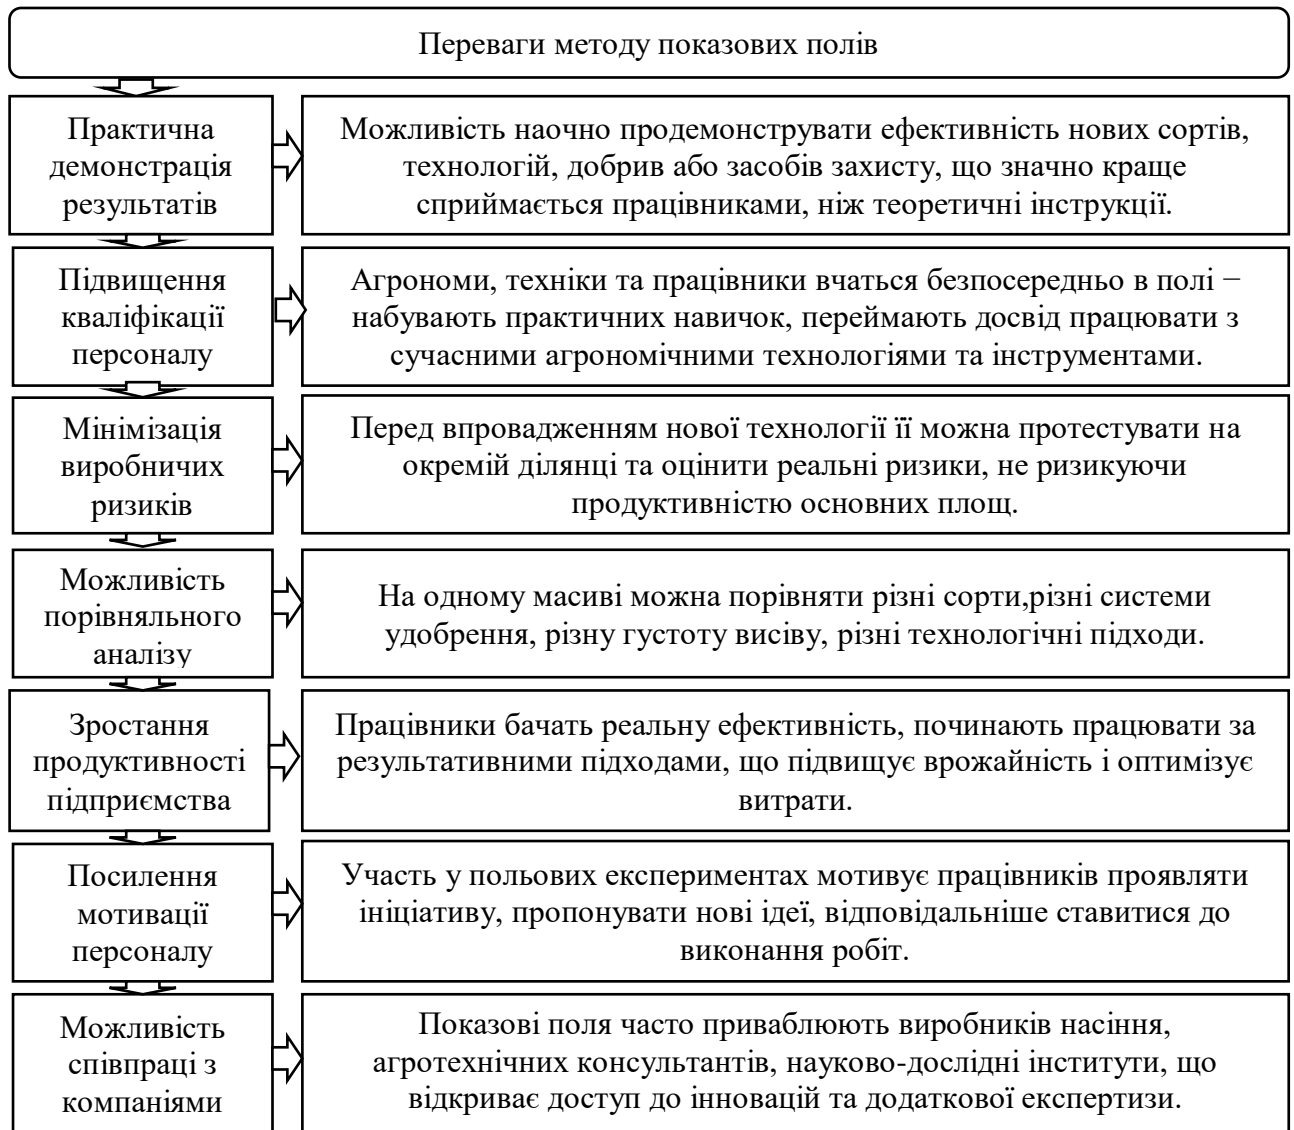 Переваги методу показових полів
Практична
демонстрація
результатів
Можливість наочно продемонструвати ефективність нових сортів,
технологій, добрив або засобів захисту, що значно краще
сприймається працівниками, ніж теоретичні інструкції.
Підвищення
кваліфікації
персоналу
Агрономи, техніки та працівники вчаться безпосередньо в полі −
набувають практичних навичок, переймають досвід працювати з
сучасними агрономічними технологіями та інструментами.
Мінімізація
виробничих
ризиків
Перед впровадженням нової технології її можна протестувати на
окремій ділянці та оцінити реальні ризики, не ризикуючи
продуктивністю основних площ.
Можливість
порівняльного
аналізу
На одному масиві можна порівняти різні сорти,різні системи
удобрення, різну густоту висіву, різні технологічні підходи.
Зростання
продуктивності
підприємства
Працівники бачать реальну ефективність, починають працювати за
результативними підходами, що підвищує врожайність і оптимізує
витрати.
Посилення
мотивації
персоналу
Участь у польових експериментах мотивує працівників проявляти
ініціативу, пропонувати нові ідеї, відповідальніше ставитися до
виконання робіт.
Можливість
співпраці з
компаніями
Показові поля часто приваблюють виробників насіння,
агротехнічних консультантів, науково-дослідні інститути, що
відкриває доступ до інновацій та додаткової експертизи.